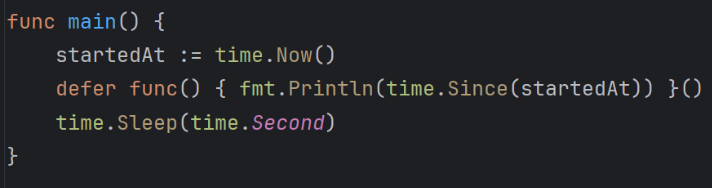 func main() {
    startedAt := time.Now()
    defer func() { fmt.Println(time.Since(startedAt)) }()
    time.Sleep(time.Second)
}